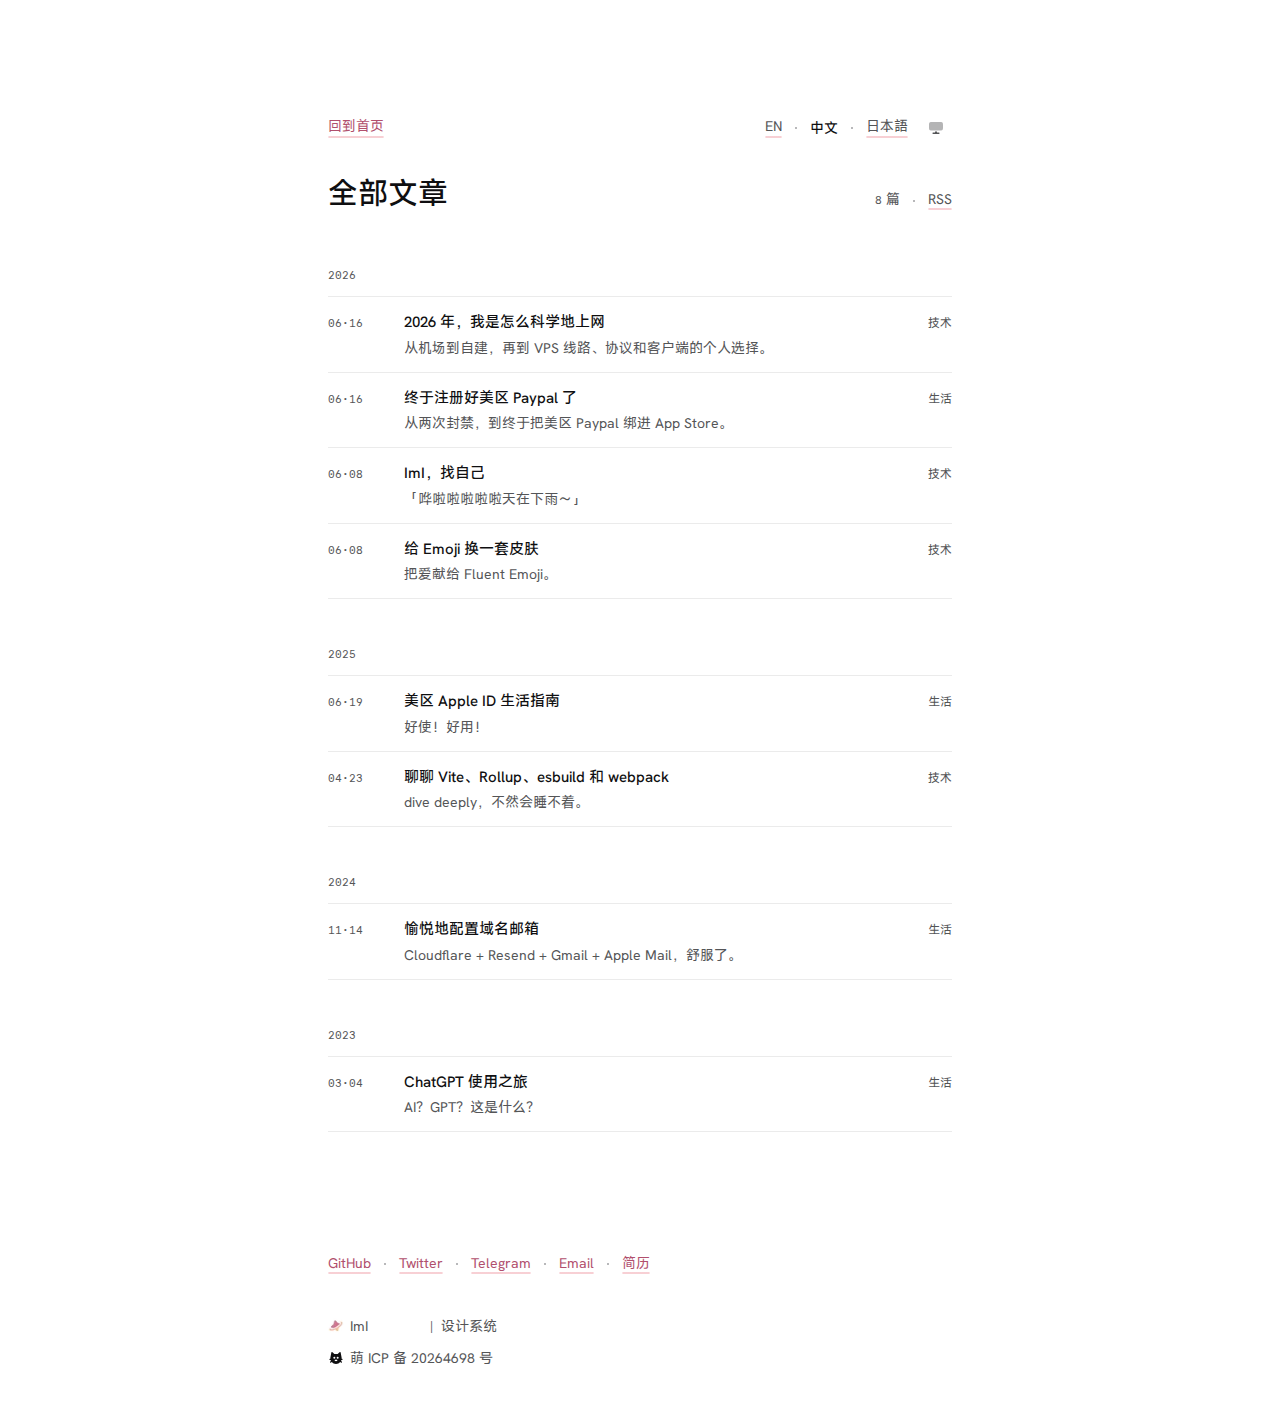 回到首页 EN · 中文 · 日本語
全部文章 8 篇 · RSS
2026
06·16 2026 年，我是怎么科学地上网 技术
从机场到自建，再到 VPS 线路、协议和客户端的个人选择。
06·16 终于注册好美区 Paypal 了 生活
从两次封禁，到终于把美区 Paypal 绑进 App Store。
06·08 ImI，找自己 技术
「哗啦啦啦啦啦天在下雨～」
06·08 给 Emoji 换一套皮肤 技术
把爱献给 Fluent Emoji。
2025
06·19 美区 Apple ID 生活指南 生活
好使！好用！
04·23 聊聊 Vite、Rollup、esbuild 和 webpack 技术
dive deeply，不然会睡不着。
2024
11·14 愉悦地配置域名邮箱 生活
Cloudflare + Resend + Gmail + Apple Mail，舒服了。
2023
03·04 ChatGPT 使用之旅 生活
AI？GPT？这是什么？
GitHub · Twitter · Telegram · Email · 简历
ImI | 设计系统
萌 ICP 备 20264698 号